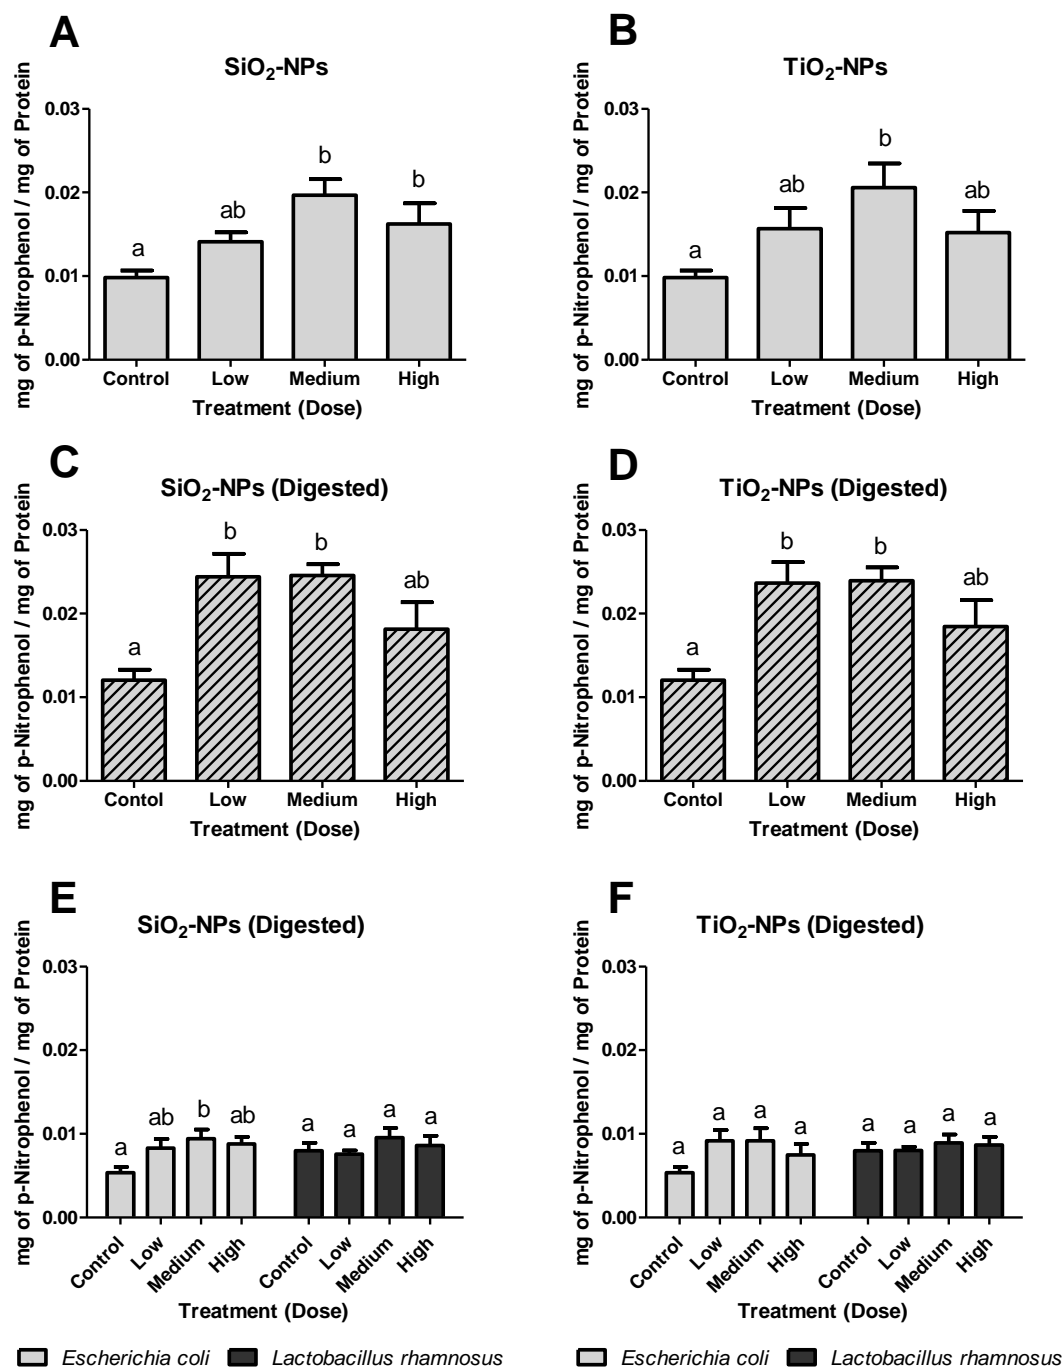 A
SiO2-NPs
mg of p-Nitrophenol / mg of Protein
0.03
0.02
0.01
0.00
a
ab
b
b
Control Low Medium High
Treatment (Dose)
B
TiO2-NPs
mg of p-Nitrophenol / mg of Protein
0.03
0.02
0.01
0.00
a
ab
b
ab
Control Low Medium High
Treatment (Dose)
C
SiO2-NPs (Digested)
mg of p-Nitrophenol / mg of Protein
0.03
0.02
0.01
0.00
a
b
b
ab
Contol Low Medium High
Treatment (Dose)
D
TiO2-NPs (Digested)
mg of p-Nitrophenol / mg of Protein
0.03
0.02
0.01
0.00
a
b
b
ab
Contol Low Medium High
Treatment (Dose)
E
SiO2-NPs (Digested)
mg of p-Nitrophenol / mg of Protein
0.03
0.02
0.01
0.00
a ab b ab a a a a
Control Low Medium High Control Low Medium High
Treatment (Dose)
Escherichia coli Lactobacillus rhamnosus
F
TiO2-NPs (Digested)
mg of p-Nitrophenol / mg of Protein
0.03
0.02
0.01
0.00
a a a a a a a a
Control Low Medium High Control Low Medium High
Treatment (Dose)
Escherichia coli Lactobacillus rhamnosus